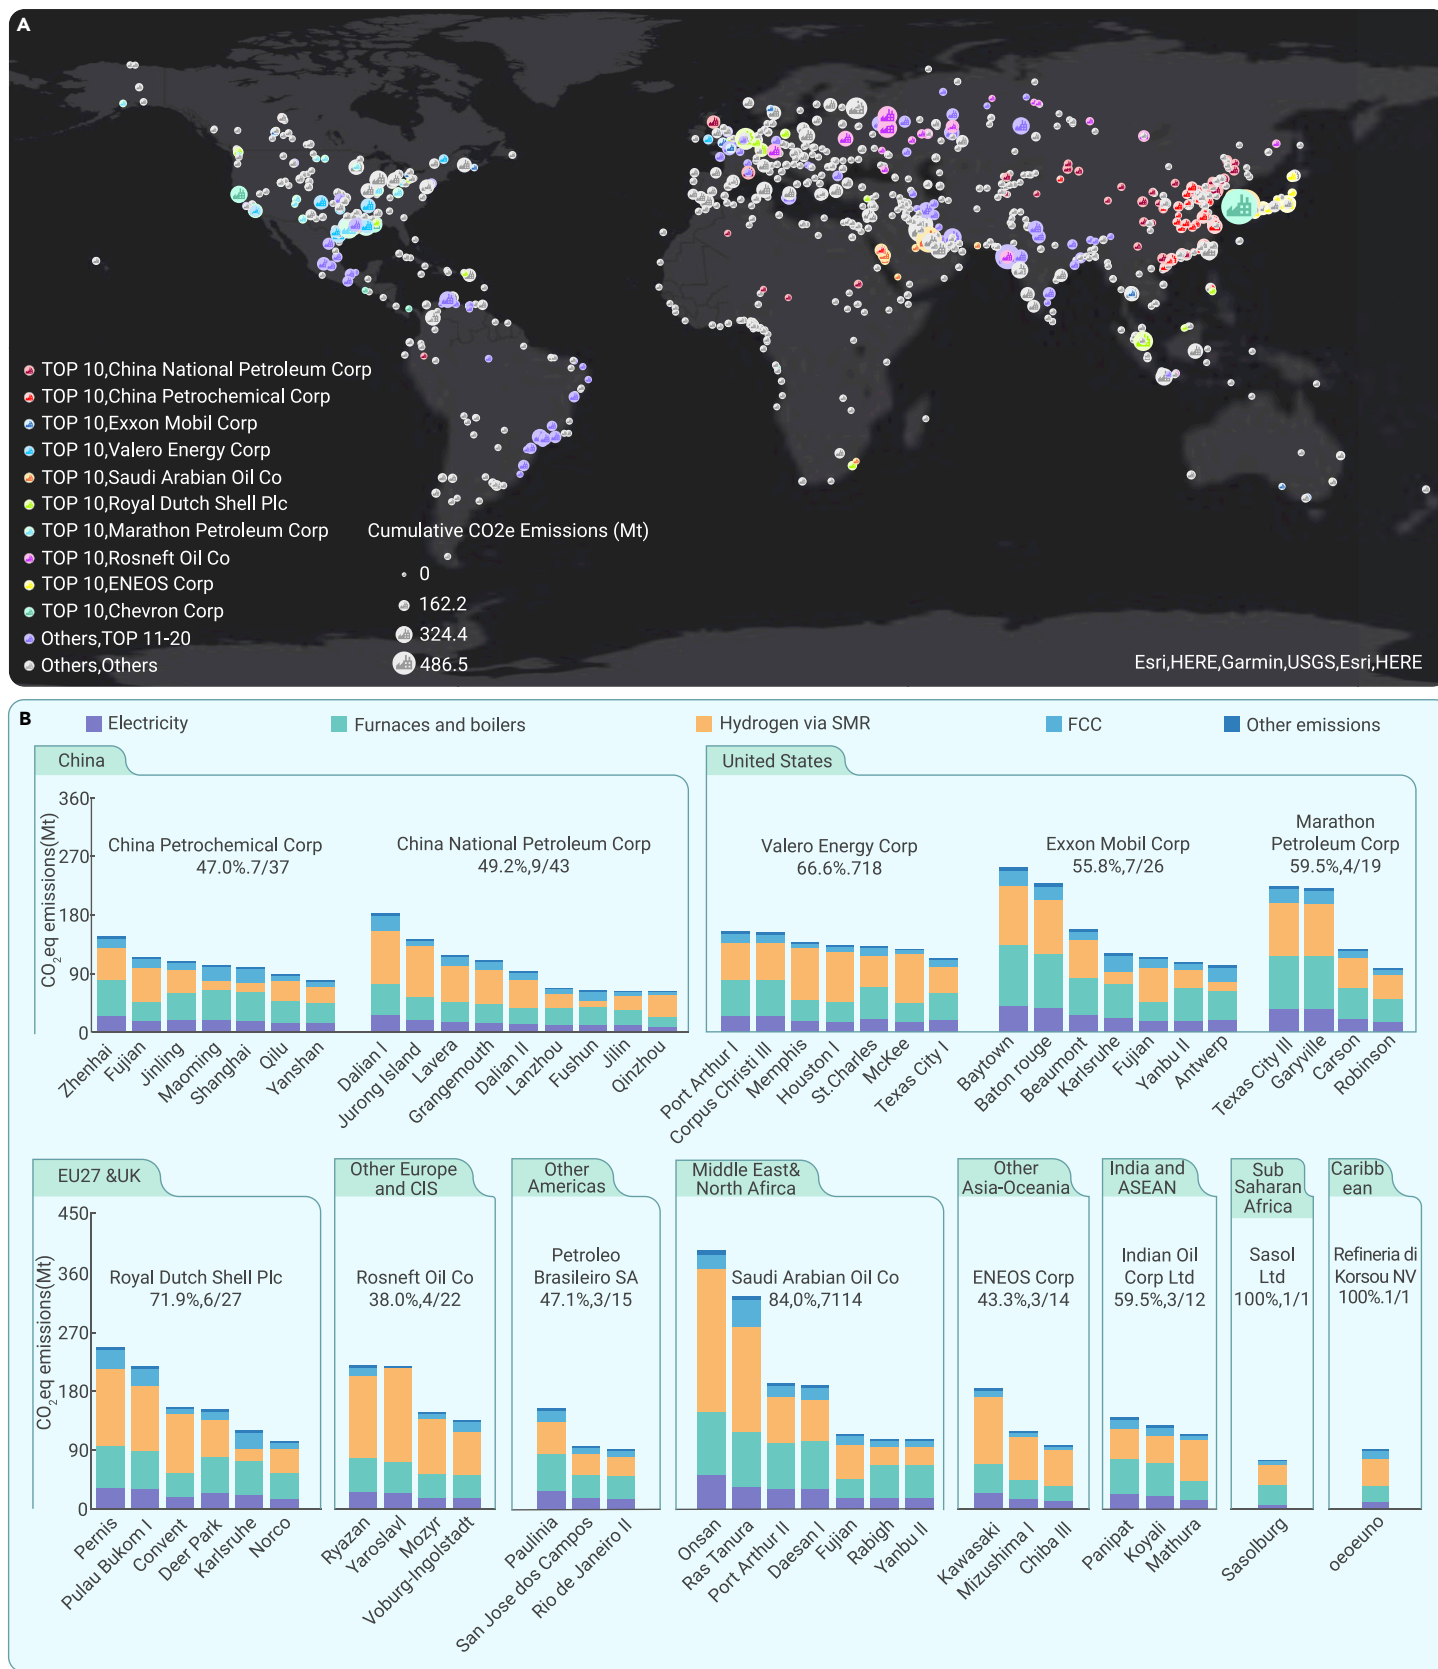 A
TOP 10,China National Petroleum Corp
TOP 10,China Petrochemical Corp
TOP 10,Exxon Mobil Corp
TOP 10,Valero Energy Corp
TOP 10,Saudi Arabian Oil Co
TOP 10,Royal Dutch Shell Plc
TOP 10,Marathon Petroleum Corp
TOP 10,Rosneft Oil Co
TOP 10,ENEOS Corp
TOP 10,Chevron Corp
Others,TOP 11-20
Others,Others
Cumulative CO2e Emissions (Mt)
0
162.2
324.4
486.5
Esri,HERE,Garmin,USGS,Esri,HERE
B
Electricity
Furnaces and boilers
Hydrogen via SMR
FCC
Other emissions
China
CO2eq emissions(Mt)
360
270
180
90
0
China Petrochemical Corp
47.0%.7/37
China National Petroleum Corp
49.2%,9/43
Zhenhai
Fujian
Jinling
Maoming
Shanghai
Qilu
Yanshan
Dalian I
Jurong Island
Lavera
Grangemouth
Dalian II
Lanzhou
Fushun
Jilin
Qinzhou
United States
Valero Energy Corp
66.6%.718
Exxon Mobil Corp
55.8%,7/26
Marathon
Petroleum Corp
59.5%,4/19
Port Arthur I
Corpus Christi III
Memphis
Houston I
St.Charles
McKee
Texas City I
Baytown
Baton rouge
Beaumont
Karlsruhe
Fujian
Yanbu II
Antwerp
Texas City III
Garyville
Carson
Robinson
EU27 &UK
CO2eq emissions(Mt)
450
360
270
180
90
0
Royal Dutch Shell Plc
71.9%,6/27
Pernis
Pulau Bukom I
Convent
Deer Park
Karlsruhe
Norco
Other Europe
and CIS
Rosneft Oil Co
38.0%,4/22
Ryazan
Yaroslavl
Mozyr
Voburg-Ingolstadt
Other
Americas
Petroleo
Brasileiro SA
47.1%,3/15
Paulinia
San Jose dos Campos
Rio de Janeiro II
Middle East&
North Afirca
Saudi Arabian Oil Co
84,0%,7114
Onsan
Ras Tanura
Port Arthur II
Daesan I
Fujian
Rabigh
Yanbu II
Other
Asia-Oceania
ENEOS Corp
43.3%,3/14
Kawasaki
Mizushima I
Chiba III
India and
ASEAN
Indian Oil
Corp Ltd
59.5%,3/12
Panipat
Koyali
Mathura
Sub
Saharan
Africa
Sasol
Ltd
100%,1/1
Sasolburg
Caribb
ean
Refineria di
Korsou NV
100%.1/1
oeoeuno